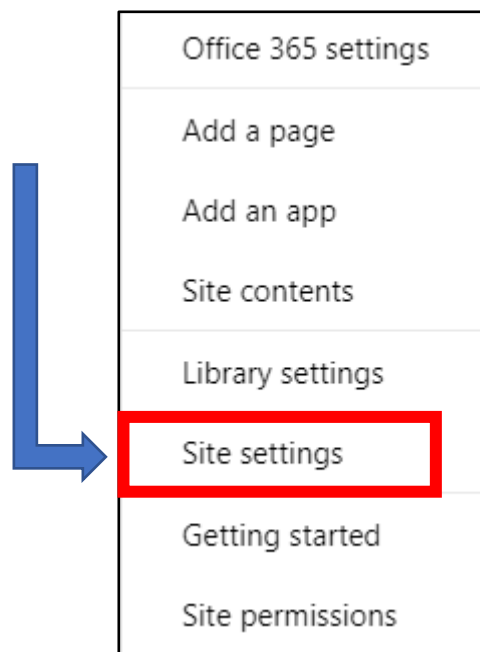 Office 365 settings
Add a page
Add an app
Site contents
Library settings
Site settings
Getting started
Site permissions